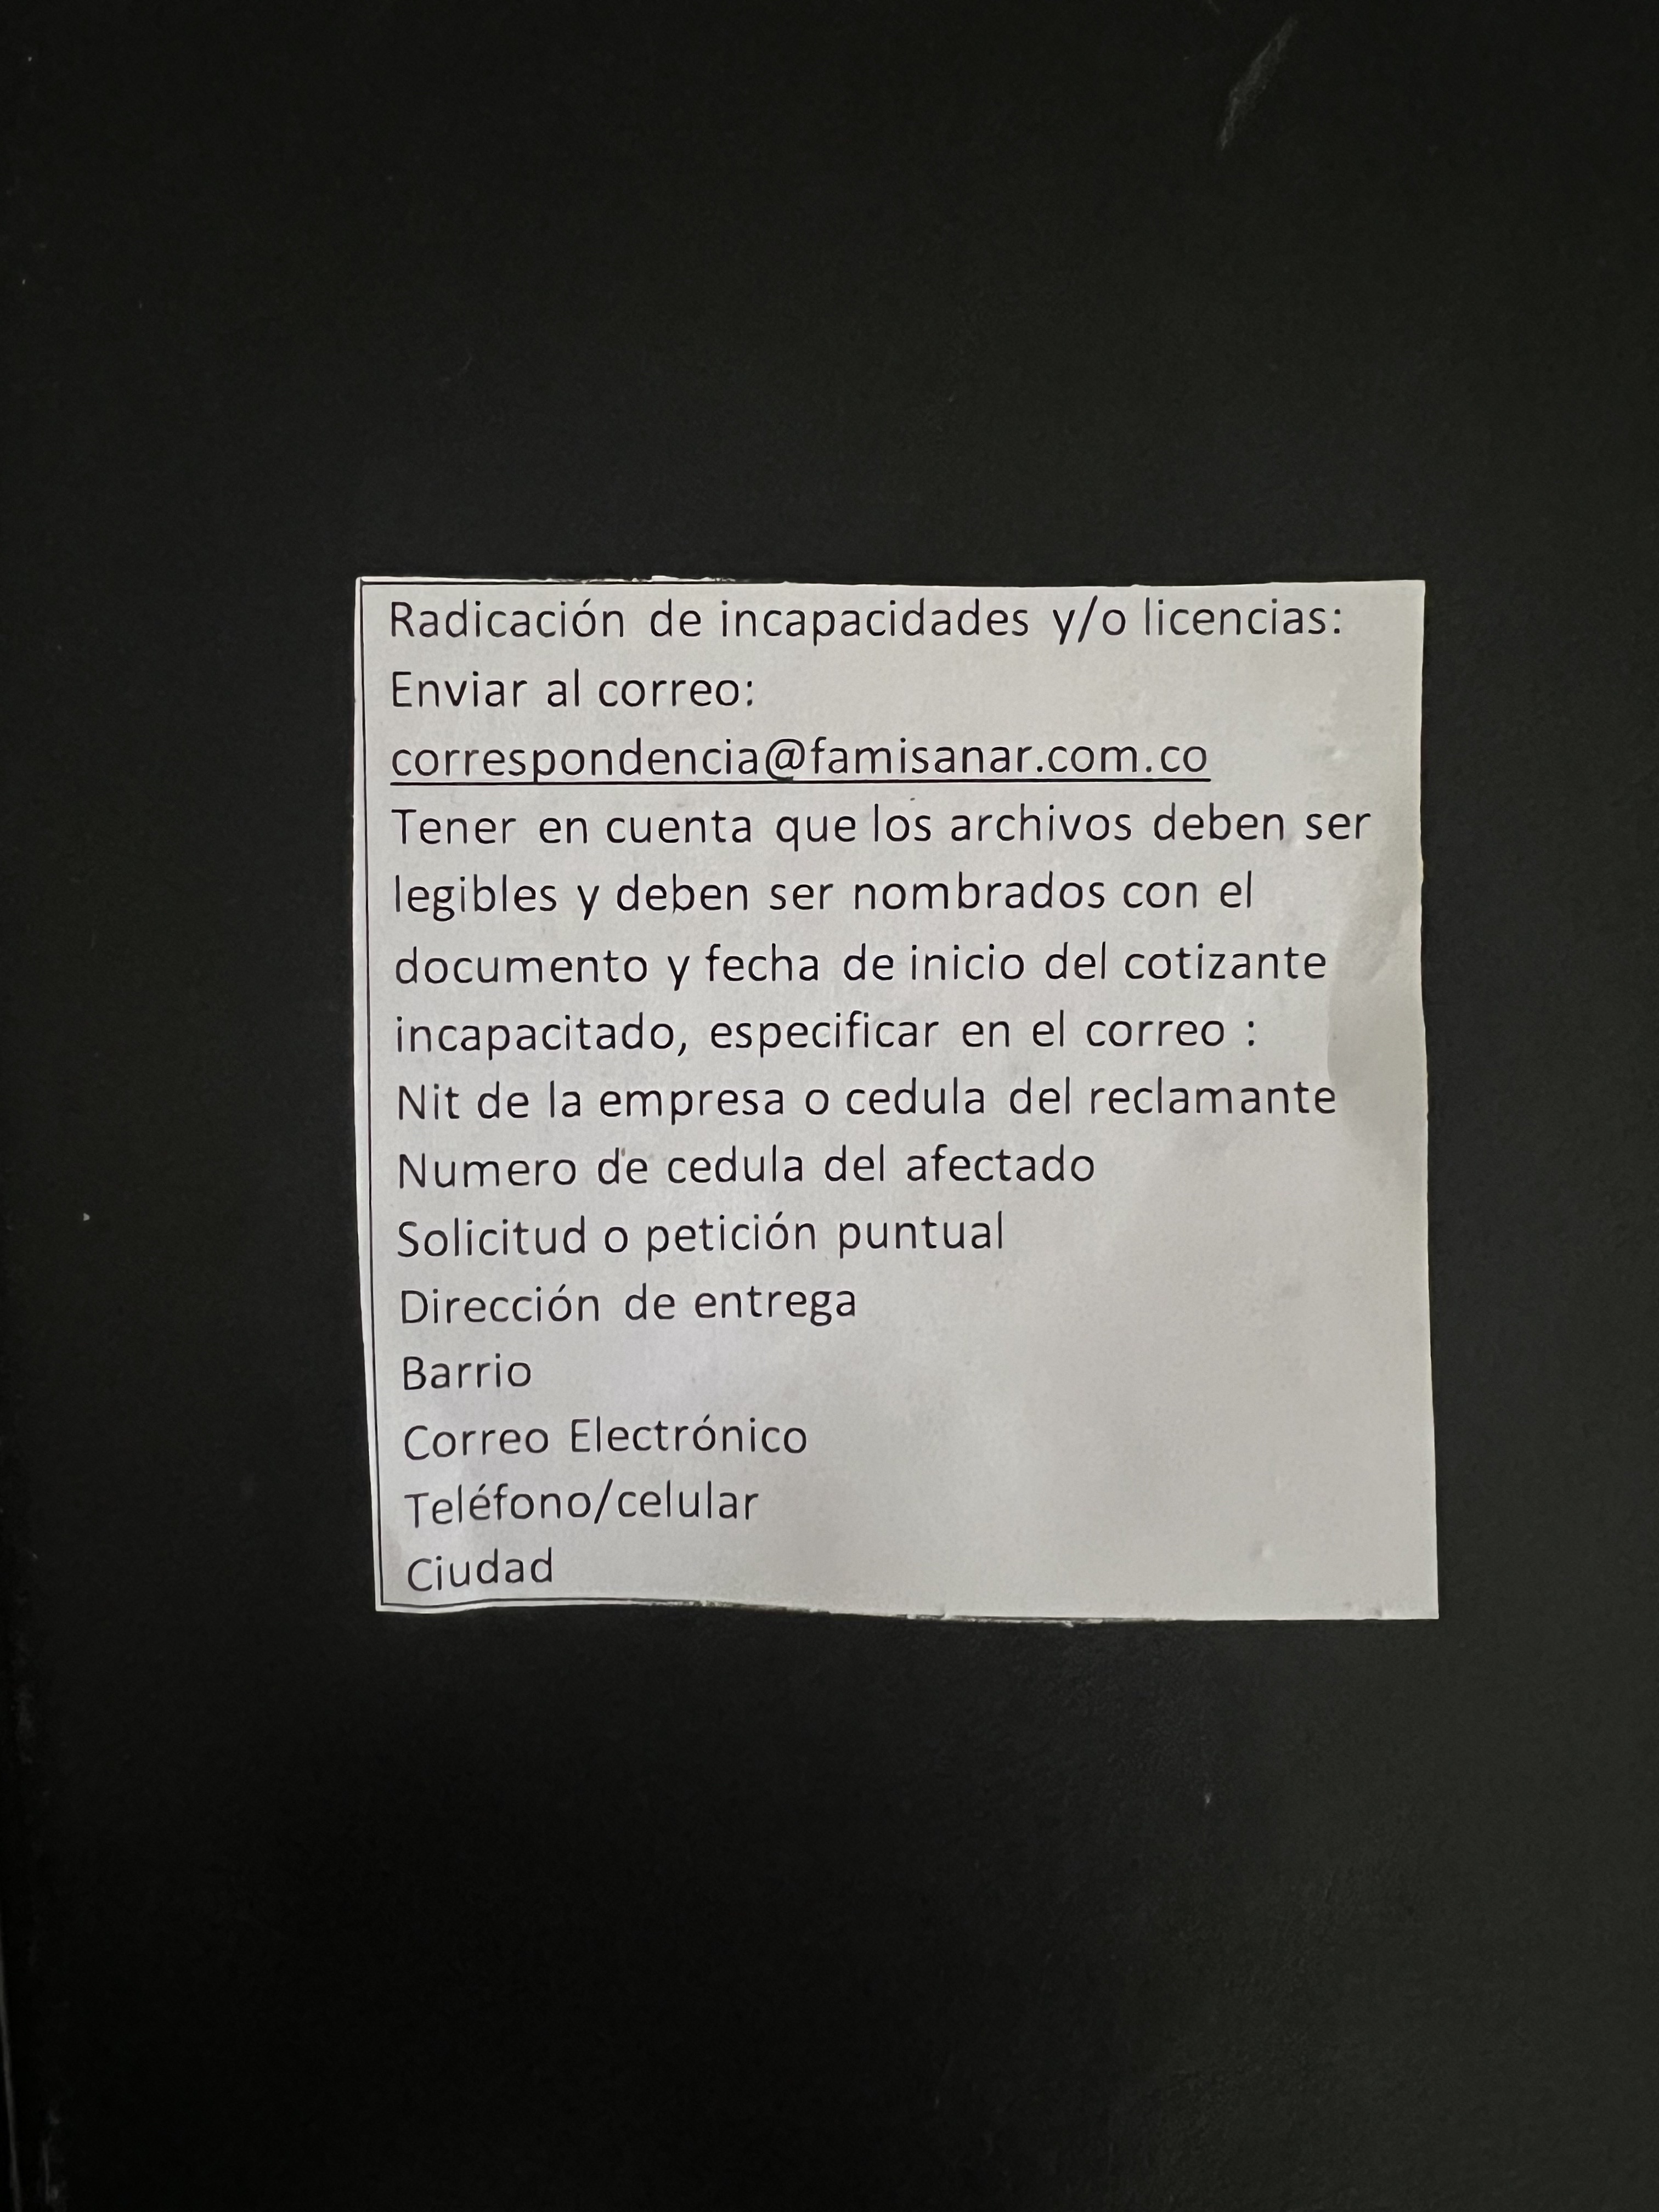 Radicación de incapacidades y/o licencias:
Enviar al correo:
correspondencia@famisanar.com.co
Tener en cuenta que los archivos deben ser
legibles y deben ser nombrados con el
documento y fecha de inicio del cotizante
incapacitado, especificar en el correo :
Nit de la empresa o cedula del reclamante
Numero de cedula del afectado
Solicitud o petición puntual
Dirección de entrega
Barrio
Correo Electrónico
Teléfono/celular
Ciudad